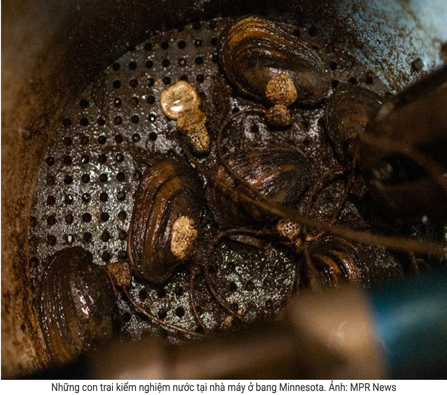 Những con trai kiểm nghiệm nước tại nhà máy ở bang Minnesota. Ảnh: MPR News